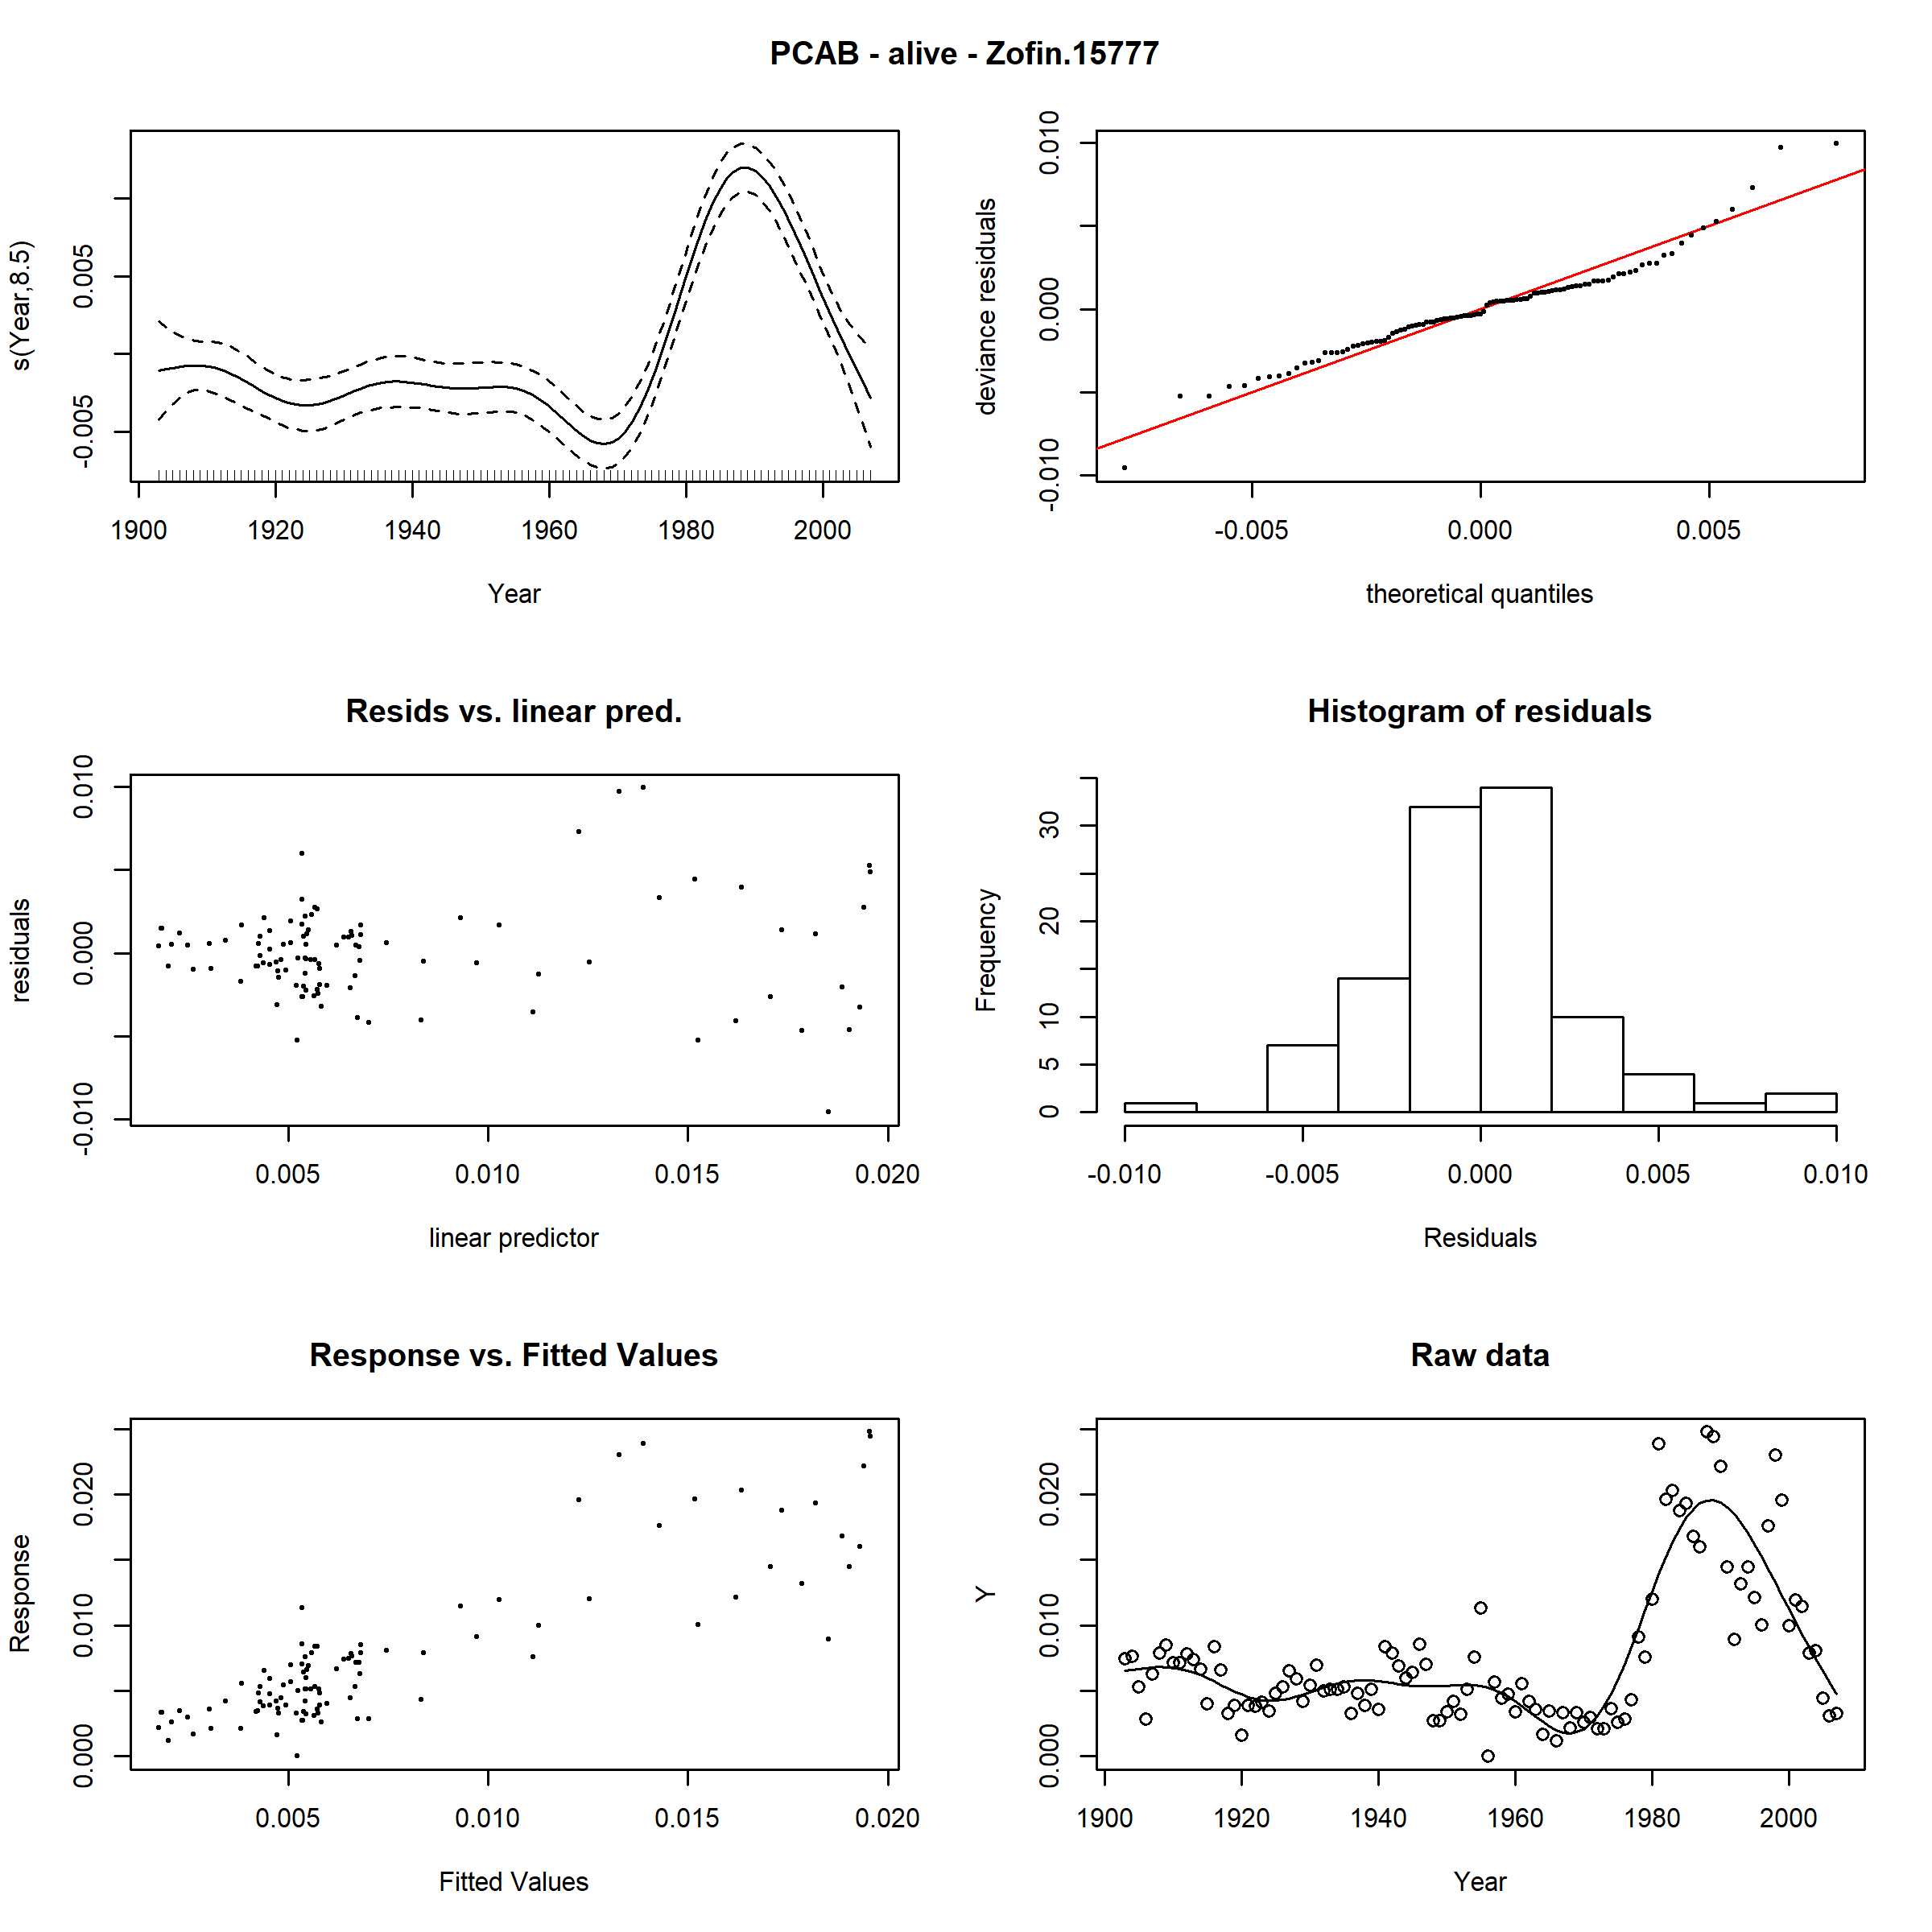 PCAB - alive - Zofin.15777
s(Year,8.5)
-0.005
0.005
1900
1920
1940
1960
1980
2000
Year
deviance residuals
-0.010
0.000
0.010
-0.005
0.000
0.005
theoretical quantiles
Resids vs. linear pred.
residuals
-0.010
0.000
0.010
0.005
0.010
0.015
0.020
linear predictor
Histogram of residuals
Frequency
0
5
10
20
30
-0.010
-0.005
0.000
0.005
0.010
Residuals
Response vs. Fitted Values
Response
0.000
0.010
0.020
0.005
0.010
0.015
0.020
Fitted Values
Raw data
Y
0.000
0.010
0.020
1900
1920
1940
1960
1980
2000
Year